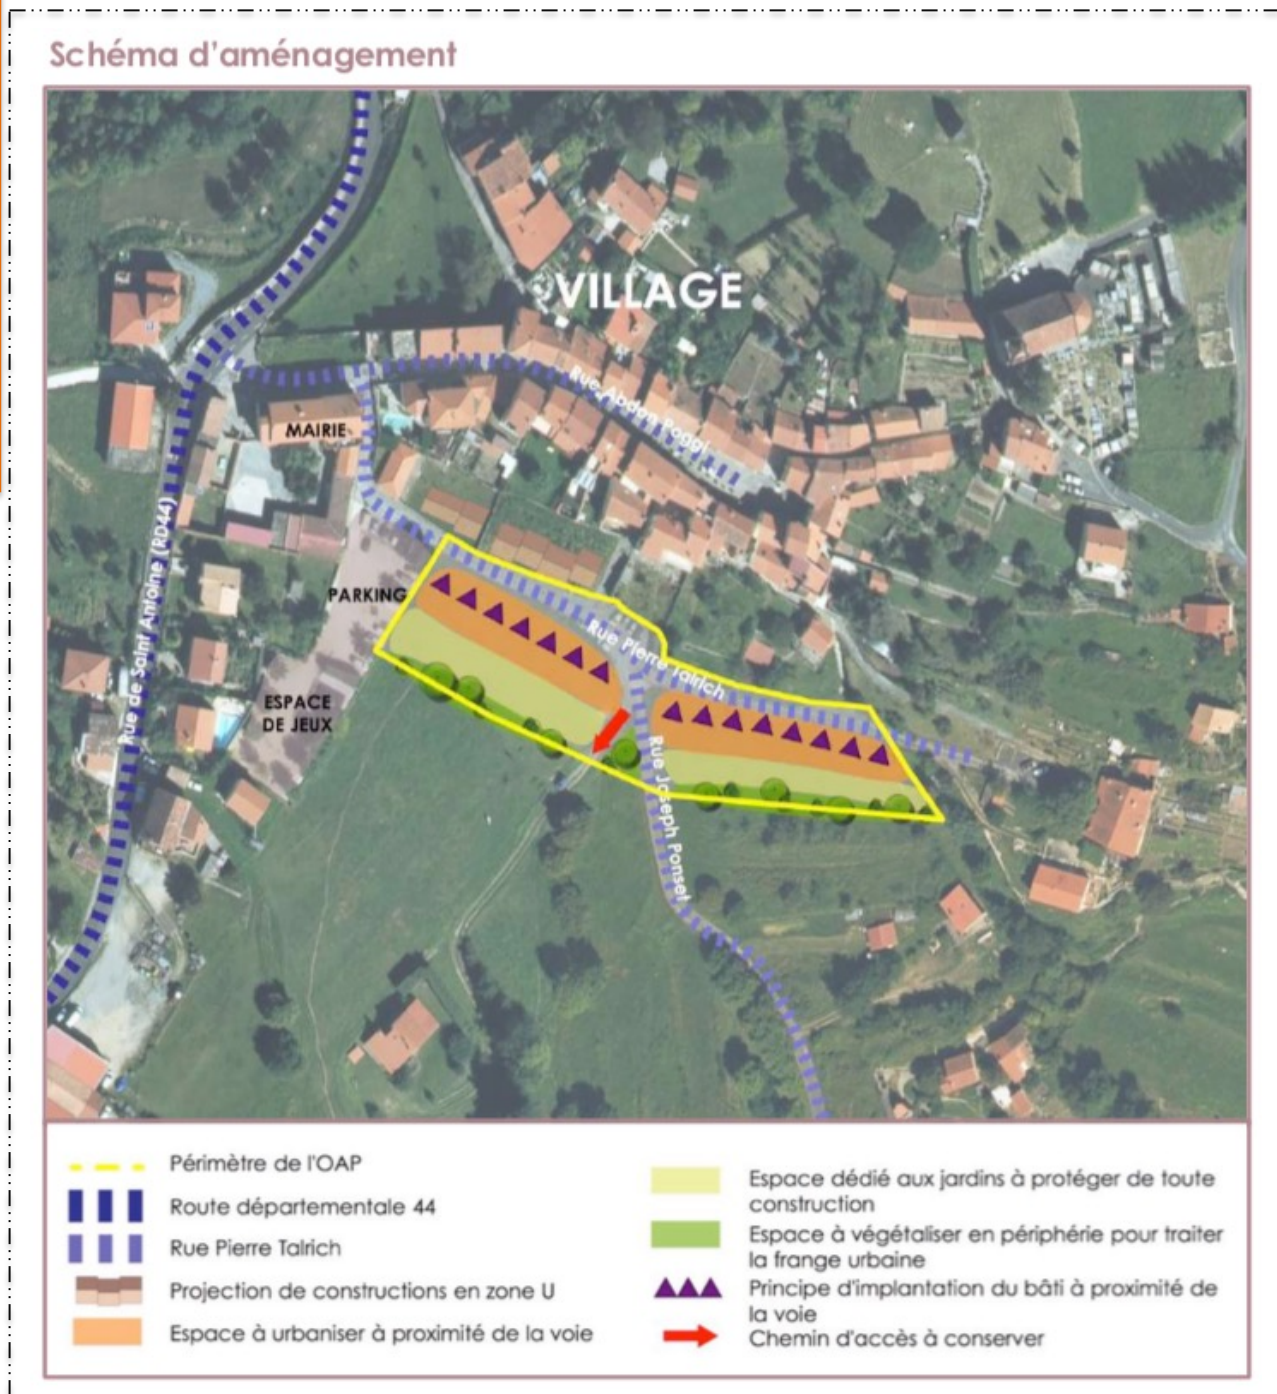 Schéma d'aménagement
VILLAGE
Rue Abdon Poggi
MAIRIE
Rue de Saint Antoine (RD44)
PARKING
Rue Pierre Talrich
ESPACE
DE JEUX
Rue Joseph Ponset
Périmètre de l'OAP
Route départementale 44
Rue Pierre Talrich
Projection de constructions en zone U
Espace à urbaniser à proximité de la voie
Espace dédié aux jardins à protéger de toute
construction
Espace à végétaliser en périphérie pour traiter
la frange urbaine
Principe d'implantation du bâti à proximité de
la voie
Chemin d'accès à conserver